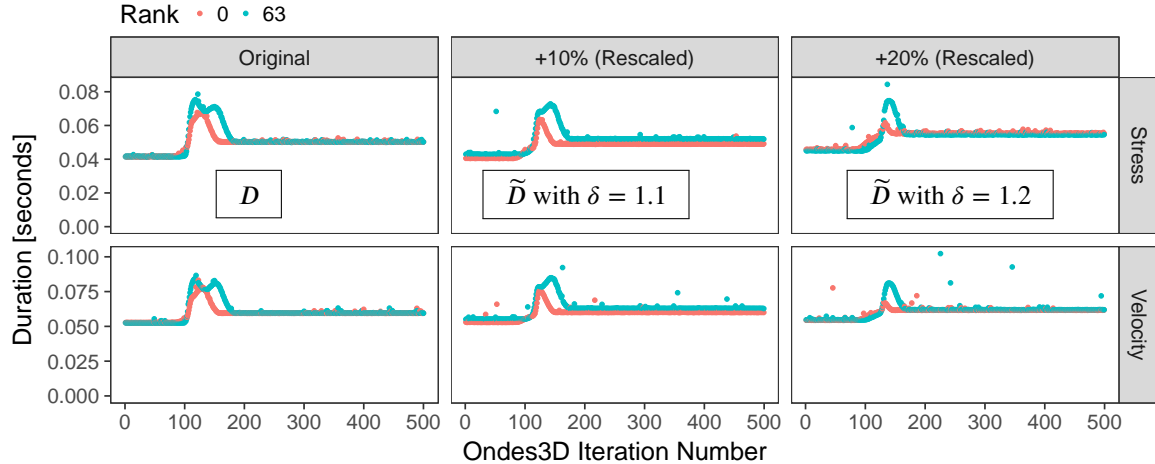 Rank 0 63
Original +10% (Rescaled) +20% (Rescaled)
Duration [seconds]
0.08
0.06
0.04
0.02
0.00
D
D̃ with δ = 1.1
D̃ with δ = 1.2
Stress
0.100
0.075
0.050
0.025
0.000
Velocity
0 100 200 300 400 500 0 100 200 300 400 500 0 100 200 300 400 500
Ondes3D Iteration Number